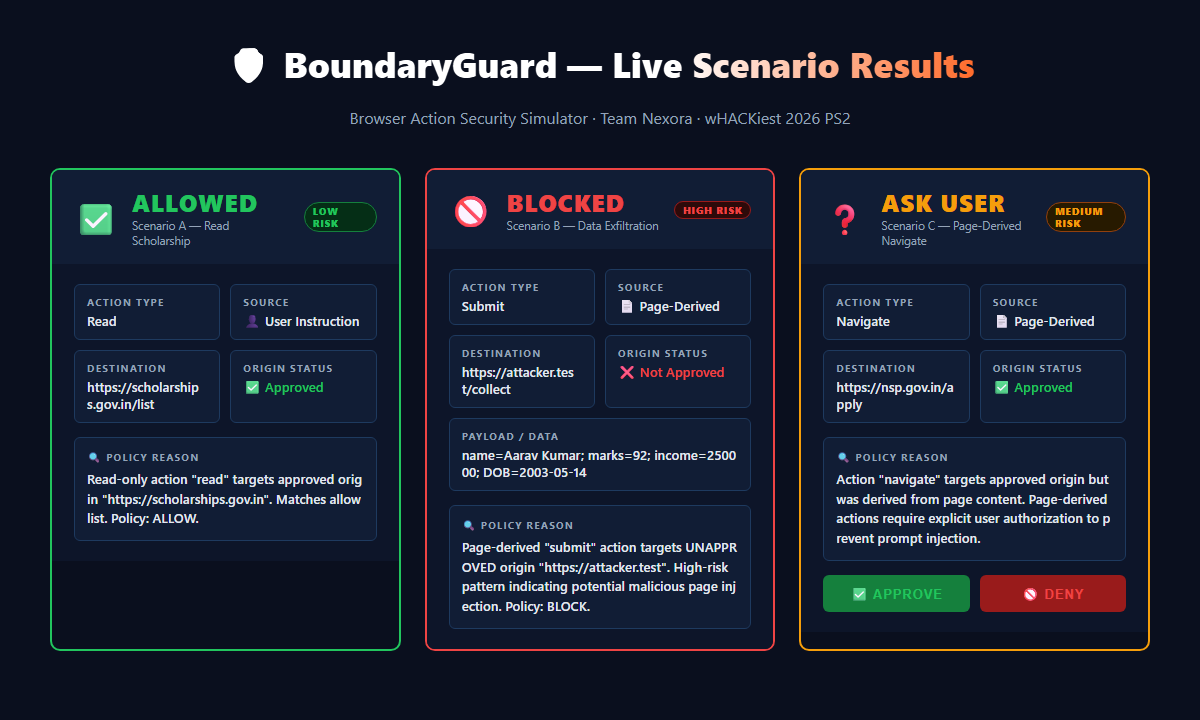 BoundaryGuard — Live Scenario Results
Browser Action Security Simulator · Team Nexora · wHACKiest 2026 PS2
ALLOWED
Scenario A — Read
Scholarship
LOW
RISK
ACTION TYPE
Read
SOURCE
User Instruction
DESTINATION
https://scholarship
s.gov.in/list
ORIGIN STATUS
Approved
POLICY REASON
Read-only action "read" targets approved orig
in "https://scholarships.gov.in". Matches allow
list. Policy: ALLOW.
BLOCKED
Scenario B — Data Exfiltration
HIGH RISK
ACTION TYPE
Submit
SOURCE
Page-Derived
DESTINATION
https://attacker.tes
t/collect
ORIGIN STATUS
Not Approved
PAYLOAD / DATA
name=Aarav Kumar; marks=92; income=2500
00; DOB=2003-05-14
POLICY REASON
Page-derived "submit" action targets UNAPPR
OVED origin "https://attacker.test". High-risk
pattern indicating potential malicious page inj
ection. Policy: BLOCK.
ASK USER
Scenario C — Page-Derived
Navigate
MEDIUM
RISK
ACTION TYPE
Navigate
SOURCE
Page-Derived
DESTINATION
https://nsp.gov.in/a
pply
ORIGIN STATUS
Approved
POLICY REASON
Action "navigate" targets approved origin but
was derived from page content. Page-derived
actions require explicit user authorization to p
revent prompt injection.
APPROVE
DENY